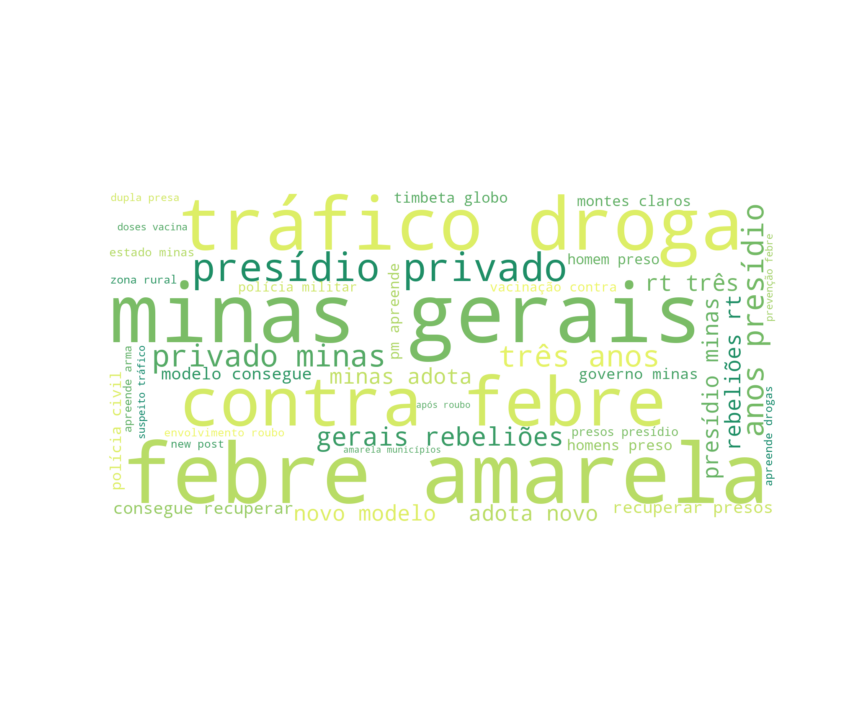 dupla presa
tráfico droga
timbeta globo
montes claros
doses vacina
estado minas
presídio privado
homem preso
zona rural
polícia militar
pm apreende
vacinação contra
rt três
anos presídio
prevenção febre
minas gerais
presídio minas
rebeliões rt
privado minas
três anos
apreende arma
suspeito tráfico
polícia civil
modelo consegue
minas adota
governo minas
contra febre
após roubo
apreende drogas
envolvimento roubo
new post
gerais rebeliões
presos presídio
homens preso
amarela municípios
febre amarela
consegue recuperar
novo modelo
adota novo
recuperar presos